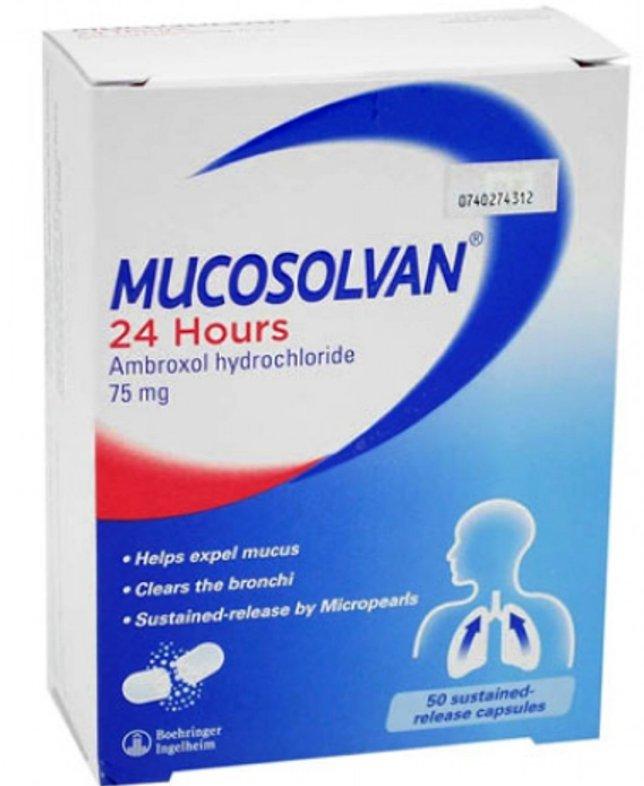 0740274312
MUCOSOLVAN®
24 Hours
Ambroxol hydrochloride
75 mg
• Helps expel mucus
• Clears the bronchi
• Sustained-release by Micropearls
50 sustained-
release capsules
Boehringer
Ingelheim